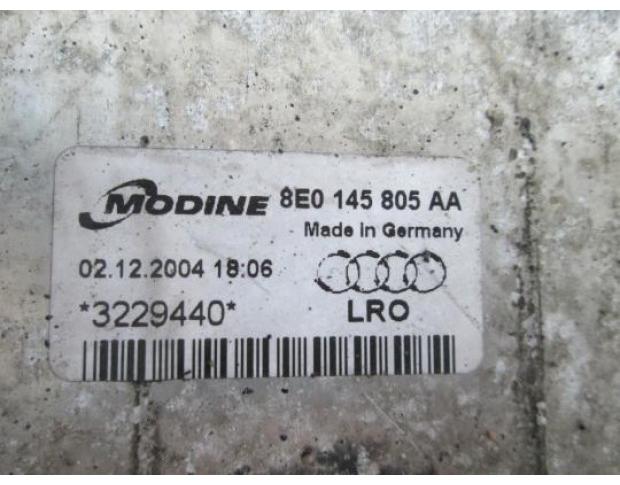 MODINE 8E0 145 805 AA
Made in Germany
02.12.2004 18:06
*3229440* LRO